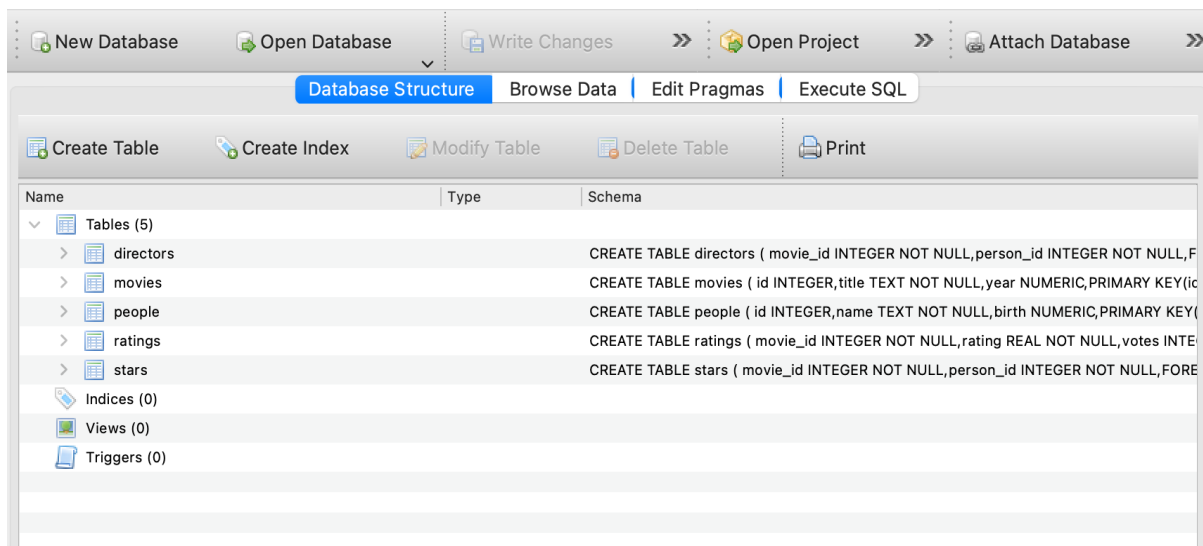 New Database Open Database Write Changes Open Project Attach Database
Database Structure Browse Data Edit Pragmas Execute SQL
Create Table Create Index Modify Table Delete Table Print
Name Type Schema
Tables (5)
directors CREATE TABLE directors ( movie_id INTEGER NOT NULL,person_id INTEGER NOT NULL,F
movies CREATE TABLE movies ( id INTEGER,title TEXT NOT NULL,year NUMERIC,PRIMARY KEY(id
people CREATE TABLE people ( id INTEGER,name TEXT NOT NULL,birth NUMERIC,PRIMARY KEY(
ratings CREATE TABLE ratings ( movie_id INTEGER NOT NULL,rating REAL NOT NULL,votes INTE
stars CREATE TABLE stars ( movie_id INTEGER NOT NULL,person_id INTEGER NOT NULL,FORE
Indices (0)
Views (0)
Triggers (0)